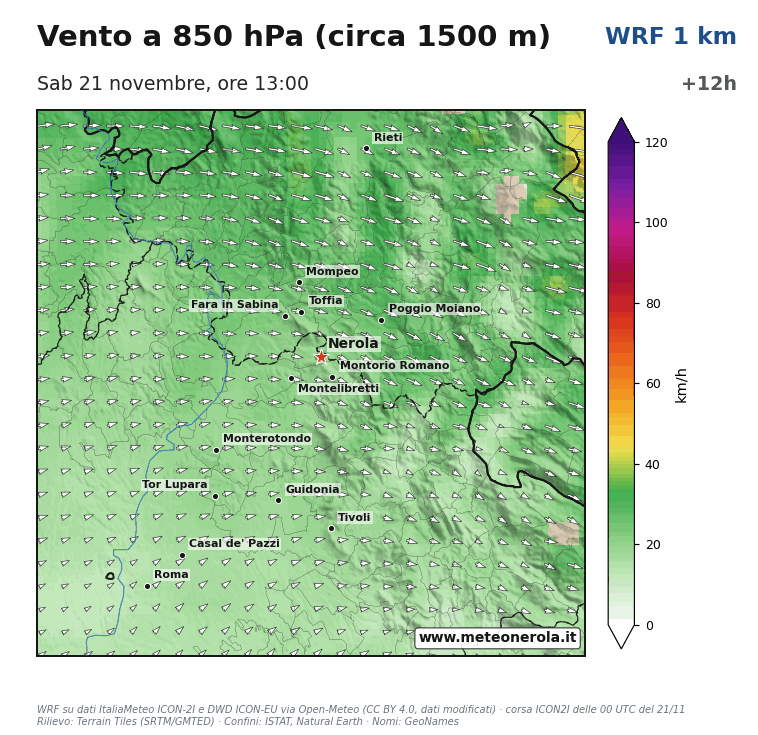 Vento a 850 hPa (circa 1500 m)
WRF 1 km
Sab 21 novembre, ore 13:00
+12h
Rieti
Mompeo
Toffia
Fara in Sabina
Poggio Moiano
Nerola
Montorio Romano
Montelibretti
Monterotondo
Tor Lupara
Guidonia
Tivoli
Casal de' Pazzi
Roma
www.meteonerola.it
120
100
80
60
40
20
0
km/h
WRF su dati ItaliaMeteo ICON-2I e DWD ICON-EU via Open-Meteo (CC BY 4.0, dati modificati) · corsa ICON2I delle 00 UTC del 21/11
Rilievo: Terrain Tiles (SRTM/GMTED) · Confini: ISTAT, Natural Earth · Nomi: GeoNames